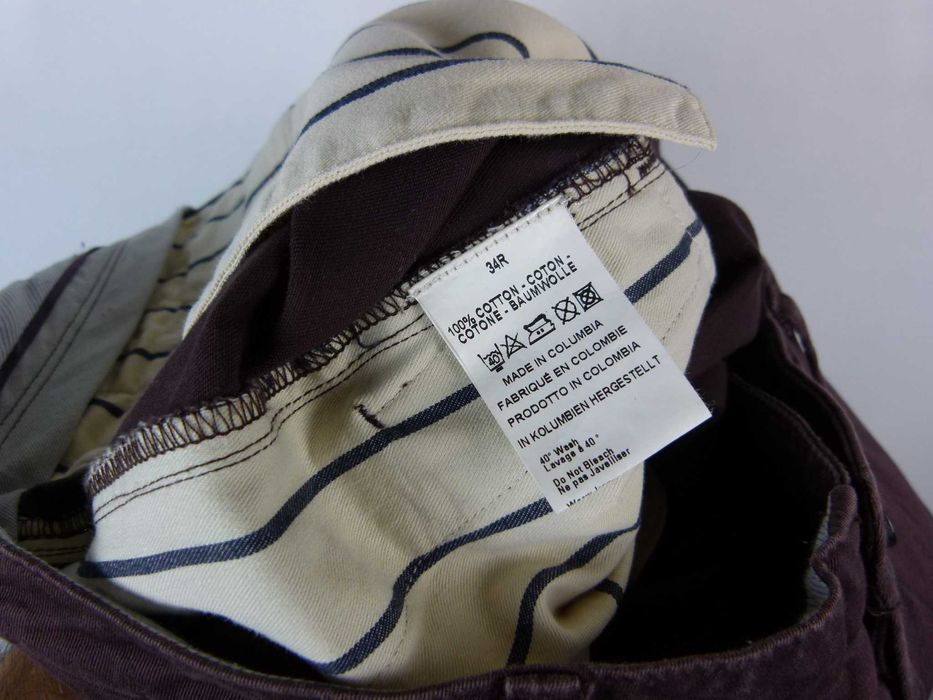 34R
100% COTTON - COTON -
COTONE - BAUMWOLLE
40
MADE IN COLUMBIA
FABRIQUÉ EN COLOMBIE
PRODOTTO IN COLOMBIA
IN KOLUMBIEN HERGESTELLT
40° Wash
Lavage á 40°
Do Not Bleach
Ne pas Javelliser